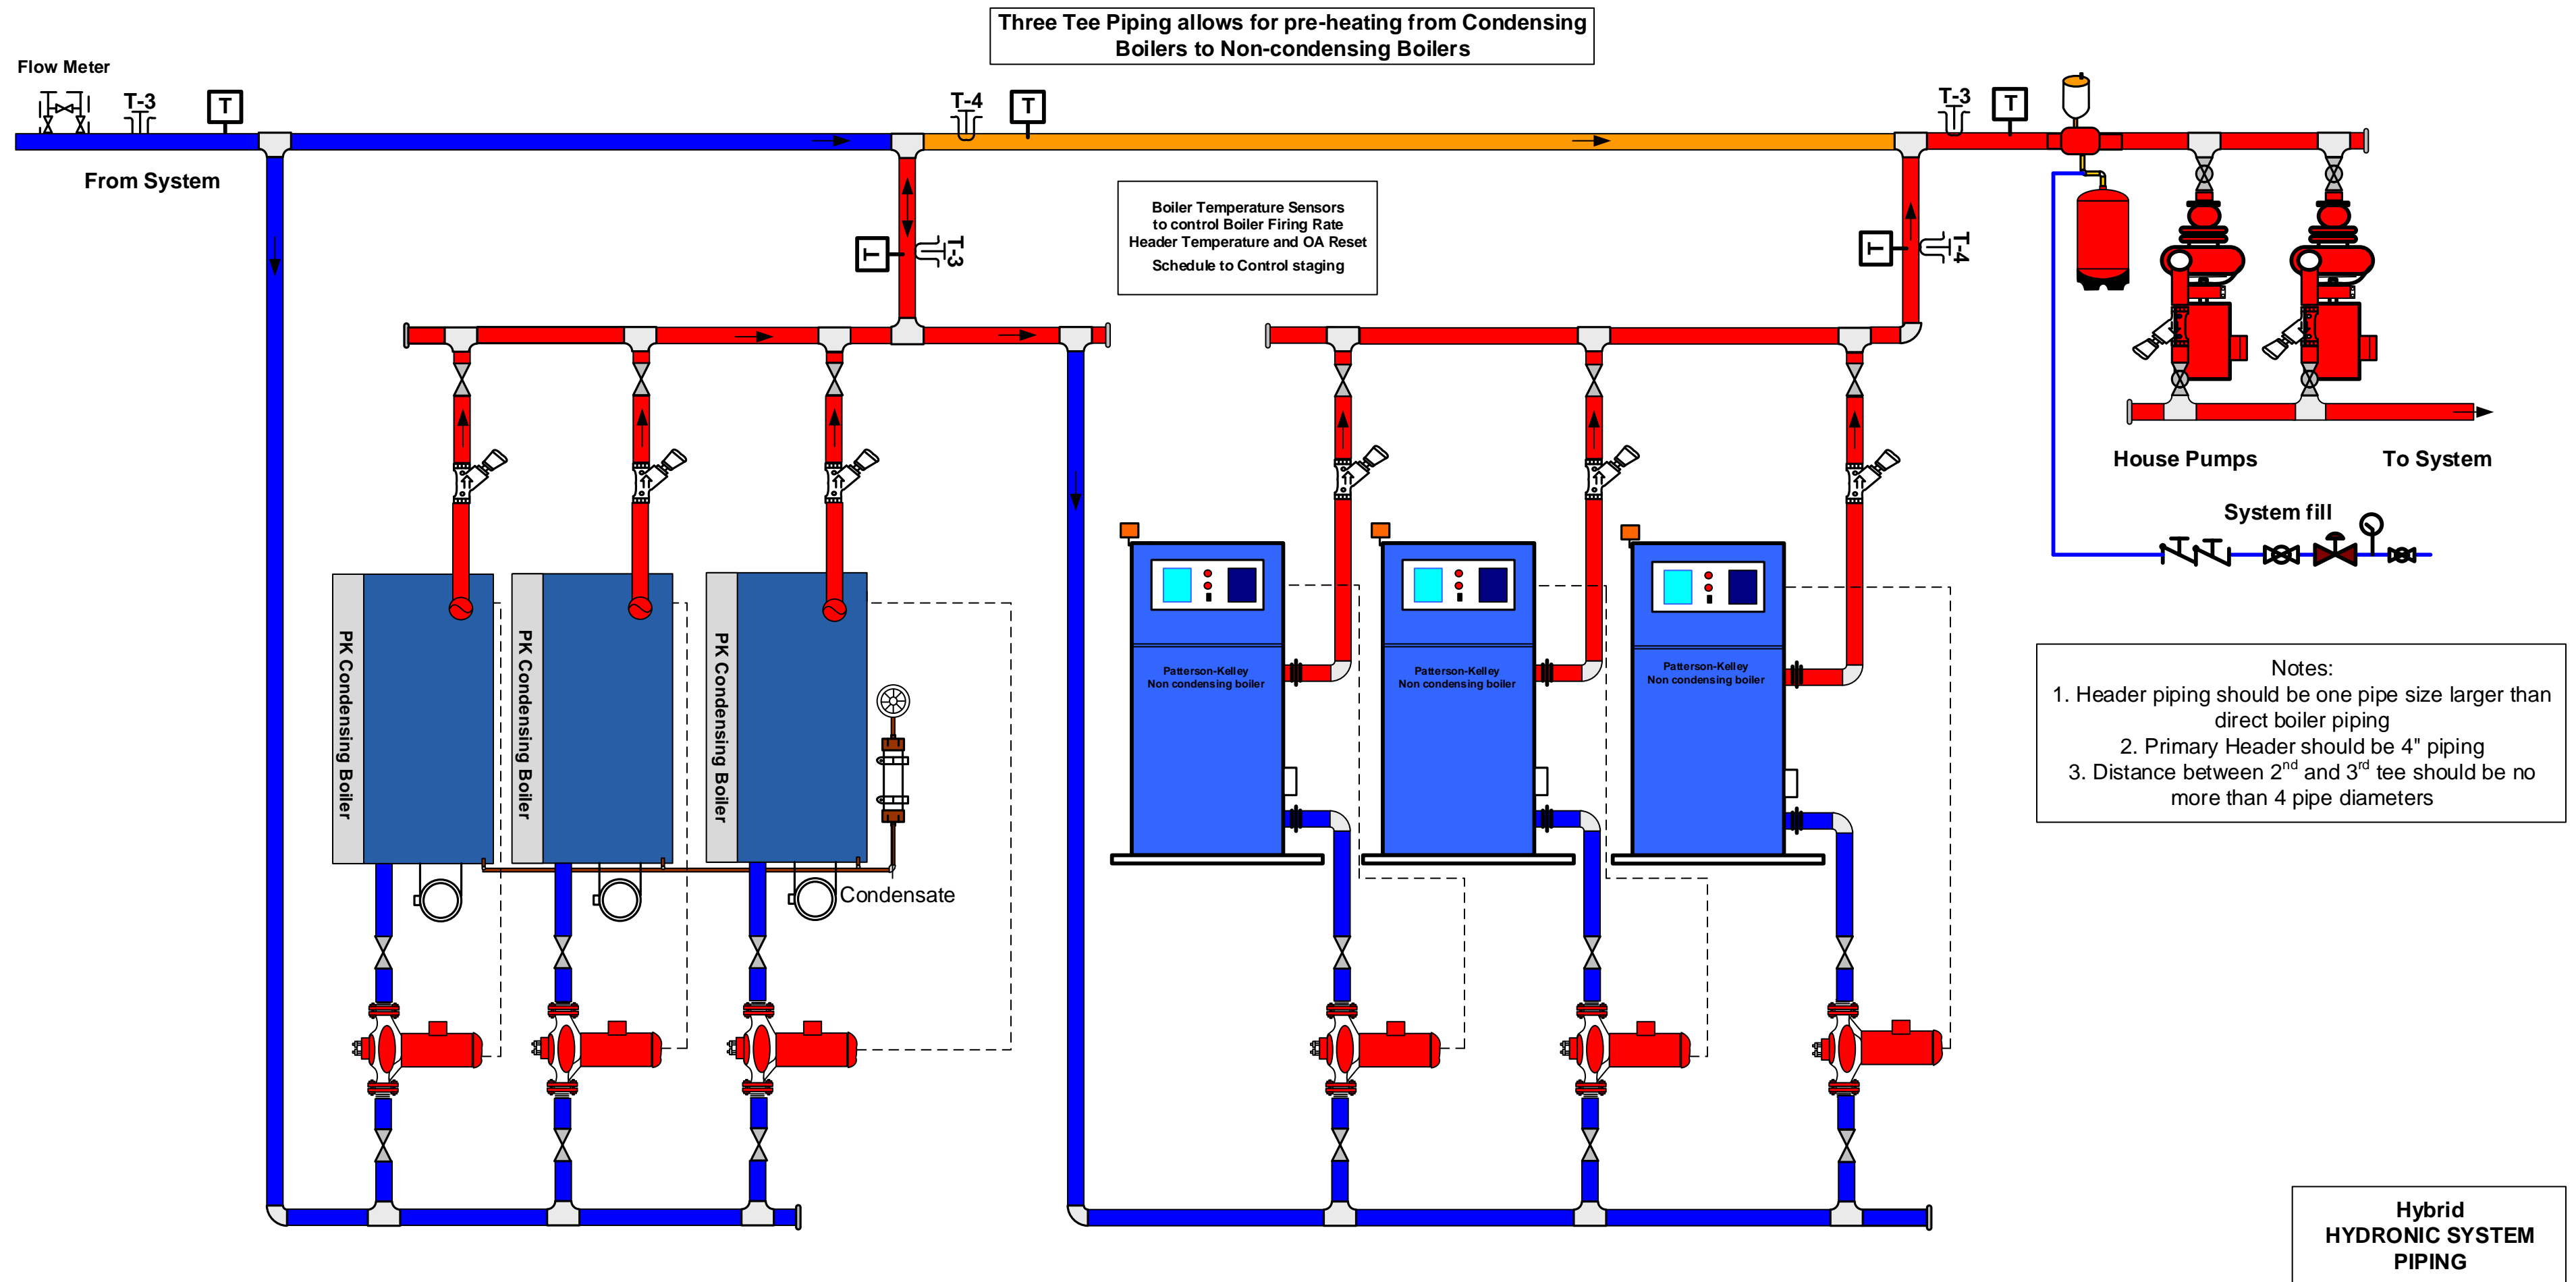 Three Tee Piping allows for pre-heating from Condensing
Boilers to Non-condensing Boilers
Flow Meter
T-3
T
T-4
T
T-3
T
From System
Boiler Temperature Sensors
to control Boiler Firing Rate
Header Temperature and OA Reset
Schedule to Control staging
T
T-3
T
T-4
House Pumps
To System
System fill
PK Condensing Boiler
PK Condensing Boiler
PK Condensing Boiler
Patterson-Kelley
Non condensing boiler
Patterson-Kelley
Non condensing boiler
Patterson-Kelley
Non condensing boiler
Condensate
Notes:
1. Header piping should be one pipe size larger than
direct boiler piping
2. Primary Header should be 4" piping
3. Distance between 2nd and 3rd tee should be no
more than 4 pipe diameters
Hybrid
HYDRONIC SYSTEM
PIPING